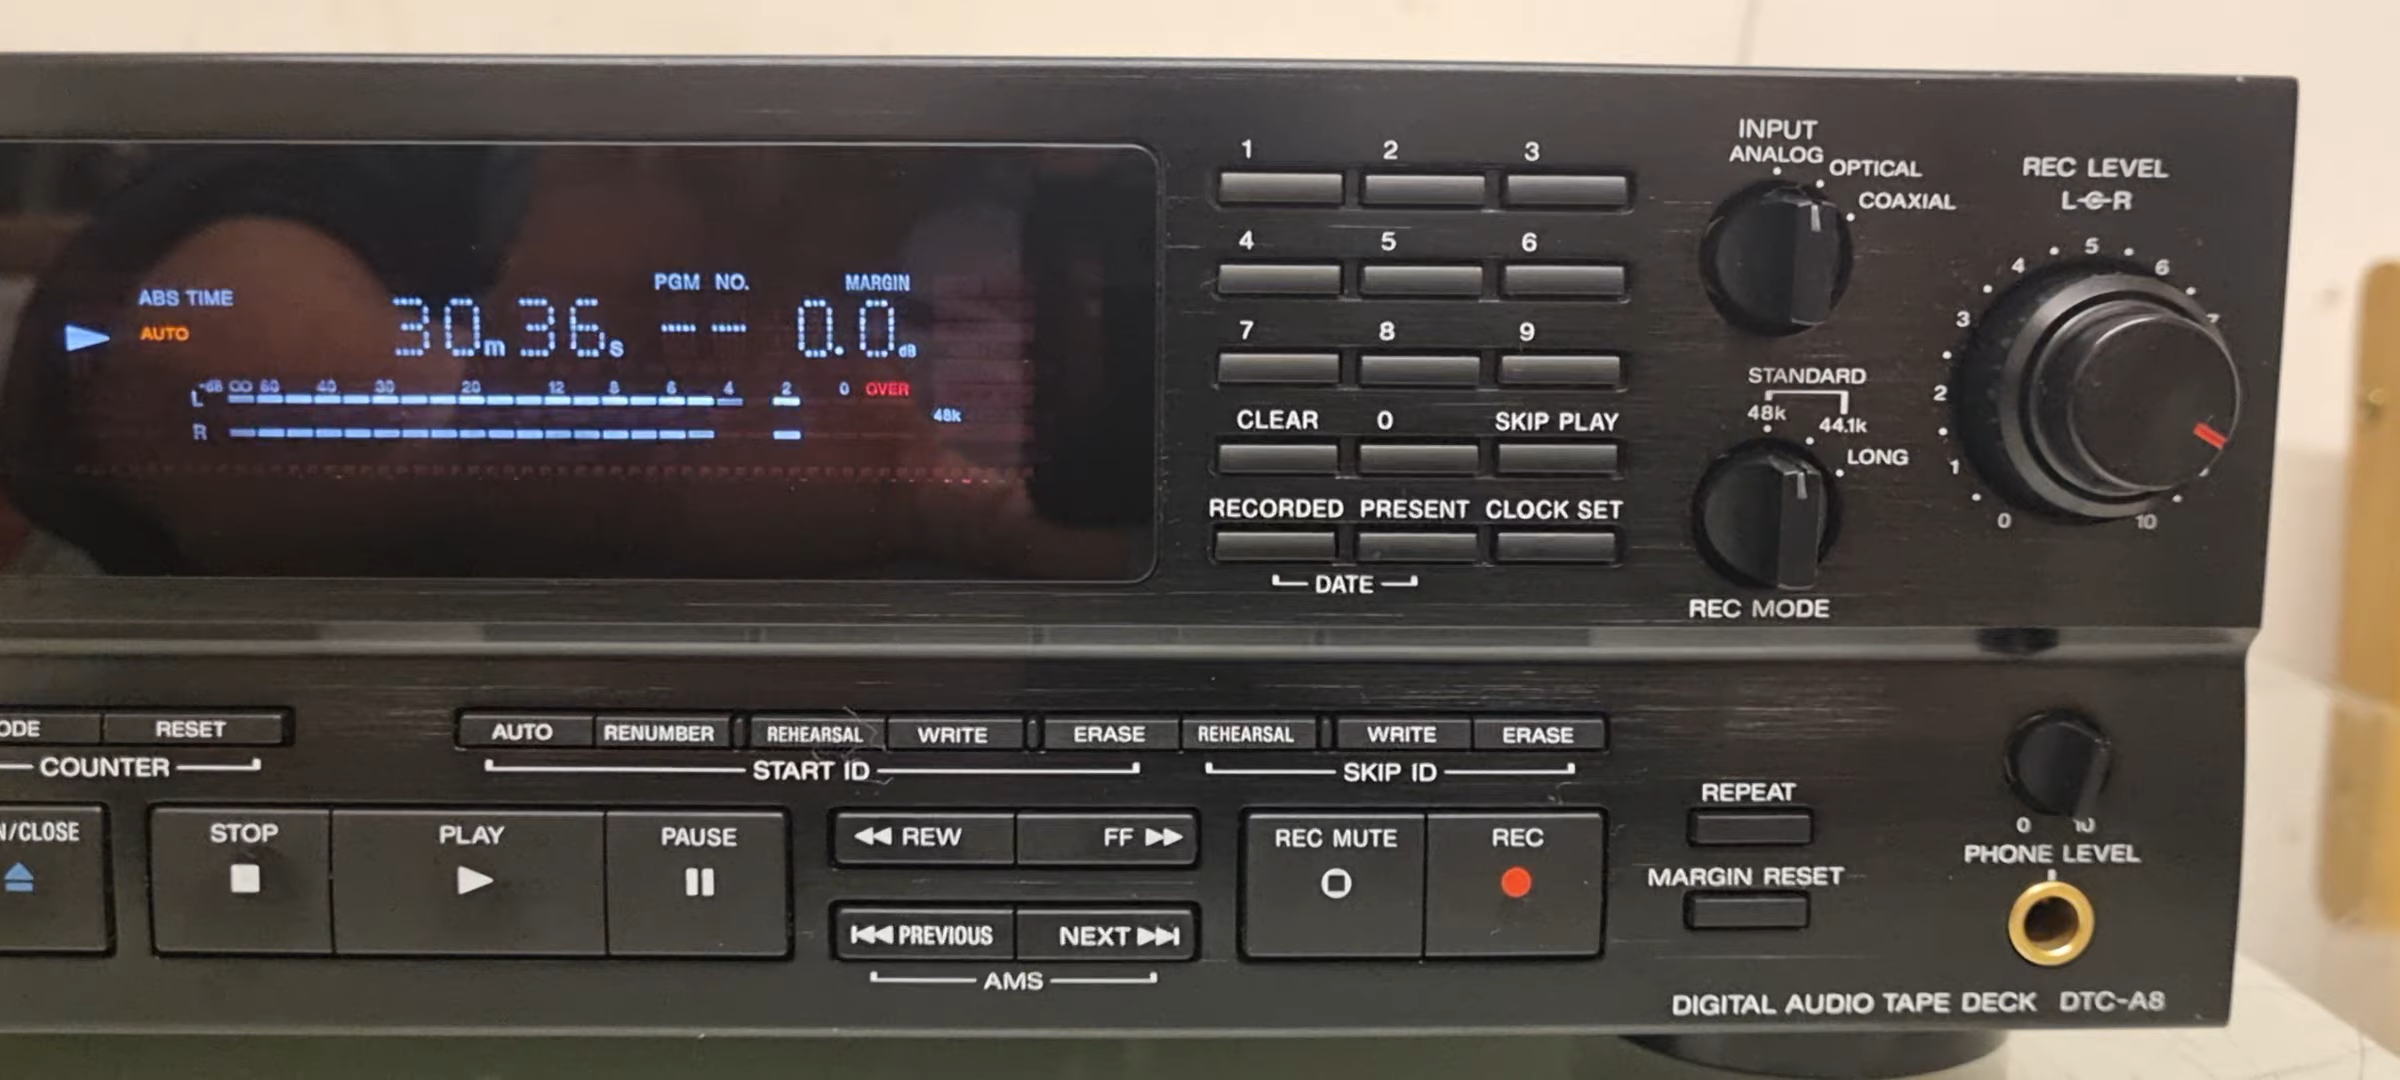 ABS TIME
AUTO
30m 36s
PGM NO.
-- --
MARGIN
0.0 dB
-dB ∞ 60 40 30 20 12 8 6 4 2 0 OVER
L
R
48k
1 2 3
4 5 6
7 8 9
CLEAR 0 SKIP PLAY
RECORDED PRESENT CLOCK SET
DATE
INPUT
ANALOG
OPTICAL
COAXIAL
STANDARD
48k
44.1k
LONG
REC MODE
REC LEVEL
L C R
0 1 2 3 4 5 6 7 10
ODE RESET
COUNTER
AUTO RENUMBER REHEARSAL WRITE ERASE
START ID
REHEARSAL WRITE ERASE
SKIP ID
N/CLOSE
STOP
PLAY
PAUSE
◀◀ REW
FF ▶▶
|◀◀ PREVIOUS
NEXT ▶▶|
AMS
REC MUTE
REC
REPEAT
MARGIN RESET
0 10
PHONE LEVEL
DIGITAL AUDIO TAPE DECK DTC-A8